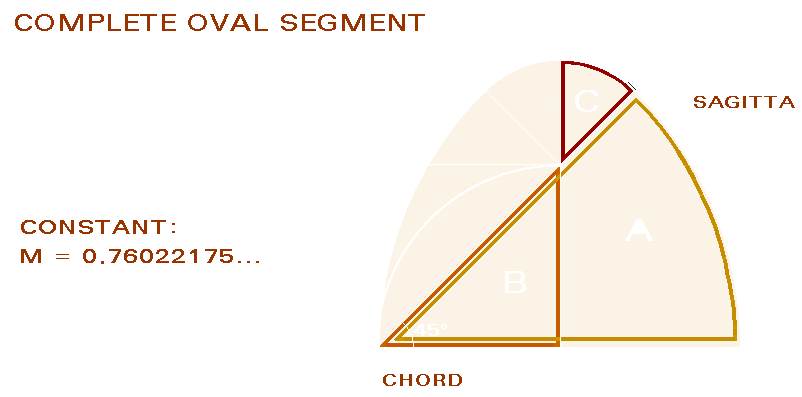 COMPLETE OVAL SEGMENT
C
SAGITTA
CONSTANT:
A
M = 0.76022175...
B
45°
CHORD